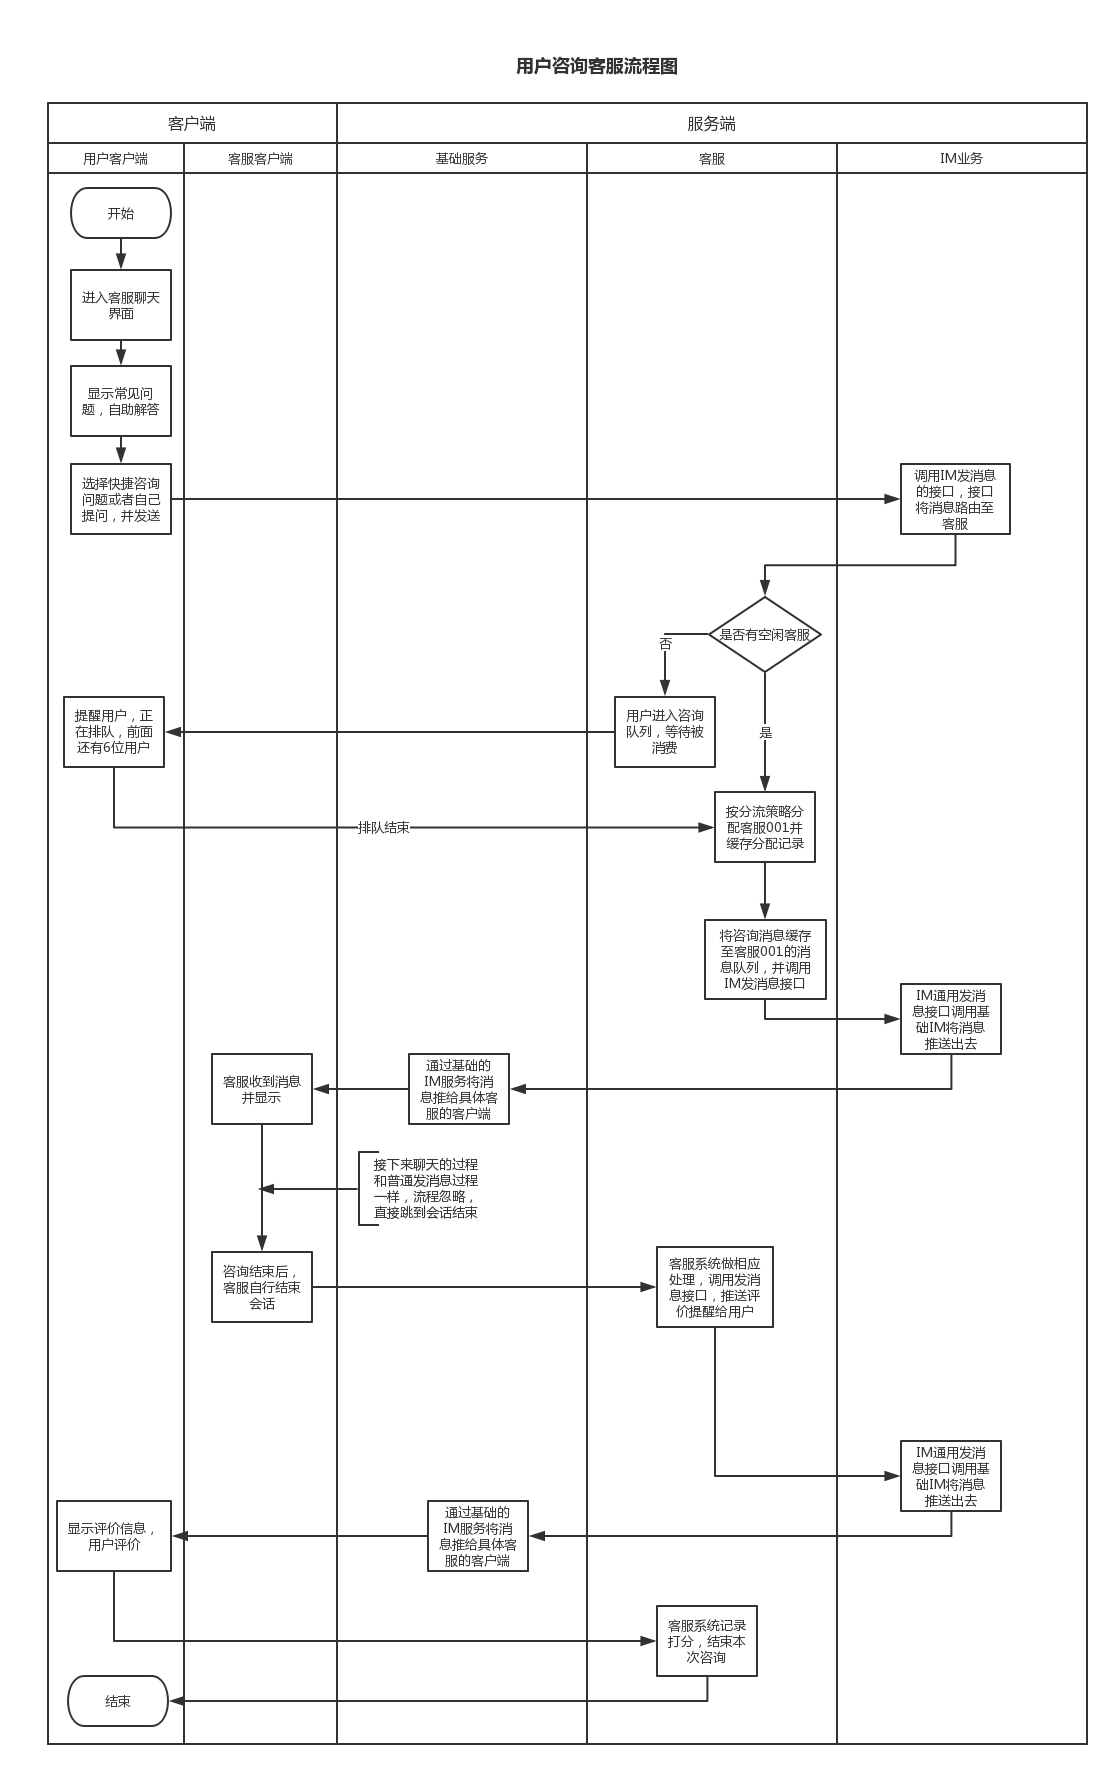 用户咨询客服流程图
客户端
服务端
用户客户端
客服客户端
基础服务
客服
IM业务
开始
进入客服聊天
界面
显示常见问
题，自助解答
选择快捷咨询
问题或者自己
提问，并发送
调用IM发消息
的接口，接口
将消息路由至
客服
是否有空闲客服
否
用户进入咨询
队列，等待被
消费
是
提醒用户，正
在排队，前面
还有6位用户
排队结束
按分流策略分
配客服001并
缓存分配记录
将咨询消息缓存
至客服001的消
息队列，并调用
IM发消息接口
IM通用发消
息接口调用基
础IM将消息
推送出去
通过基础的
IM服务将消
息推给具体客
服的客户端
客服收到消息
并显示
接下来聊天的过程
和普通发消息过程
一样，流程忽略，
直接跳到会话结束
咨询结束后，
客服自行结束
会话
客服系统做相应
处理，调用发消
息接口，推送评
价提醒给用户
IM通用发消
息接口调用基
础IM将消息
推送出去
通过基础的
IM服务将消
息推给具体客
服的客户端
显示评价信息，
用户评价
客服系统记录
打分，结束本
次咨询
结束